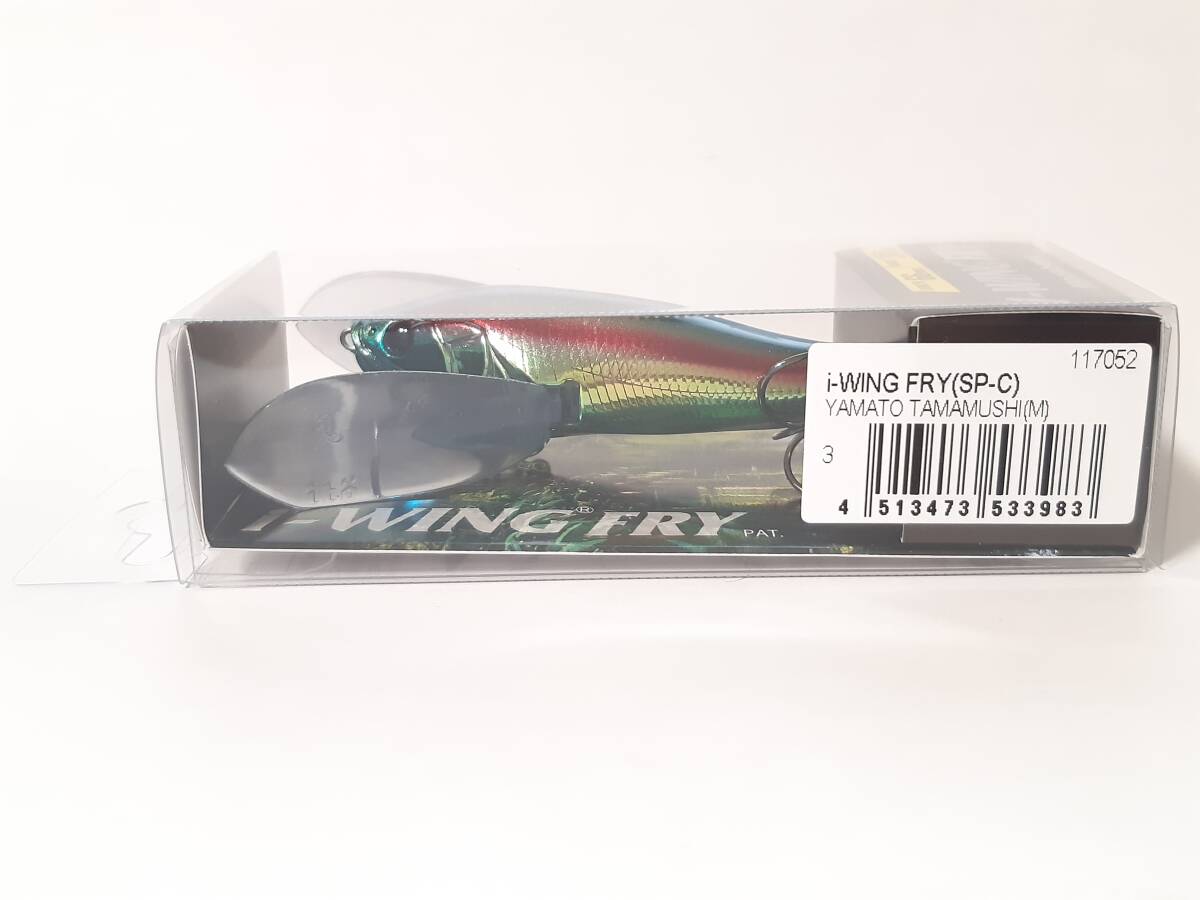 117052
i-WING FRY(SP-C)
YAMATO TAMAMUSHI(M)
3
4 513473 533983
i-WING® FRY PAT.